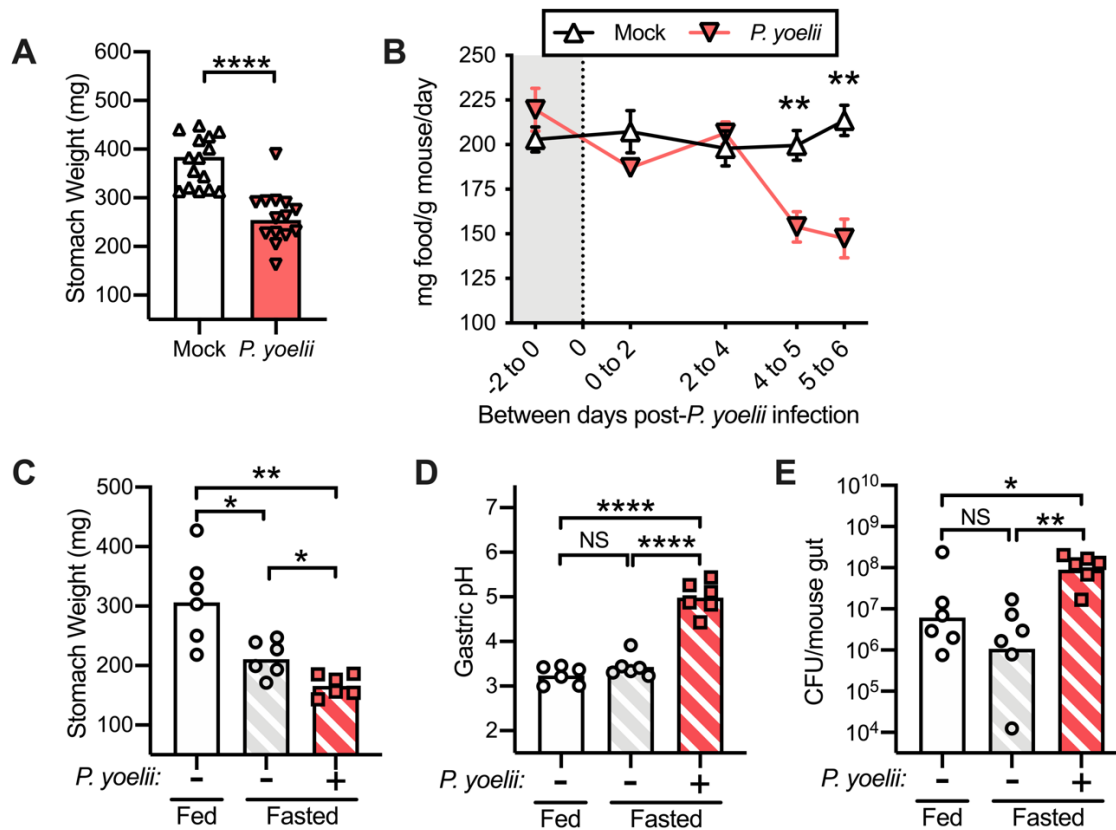 A
Stomach Weight (mg)
600
500
400
300
200
100
****
Mock P. yoelii
B
Mock P. yoelii
mg food/g mouse/day
250
225
200
175
150
125
100
** **
-2 to 0 0 0 to 2 2 to 4 4 to 5 5 to 6
Between days post-P. yoelii infection
C
Stomach Weight (mg)
500
400
300
200
100
**
*
*
P. yoelii: - - +
Fed Fasted
D
Gastric pH
7
6
5
4
3
2
****
NS ****
- - +
Fed Fasted
E
CFU/mouse gut
10^10
10^9
10^8
10^7
10^6
10^5
10^4
*
NS **
- - +
Fed Fasted